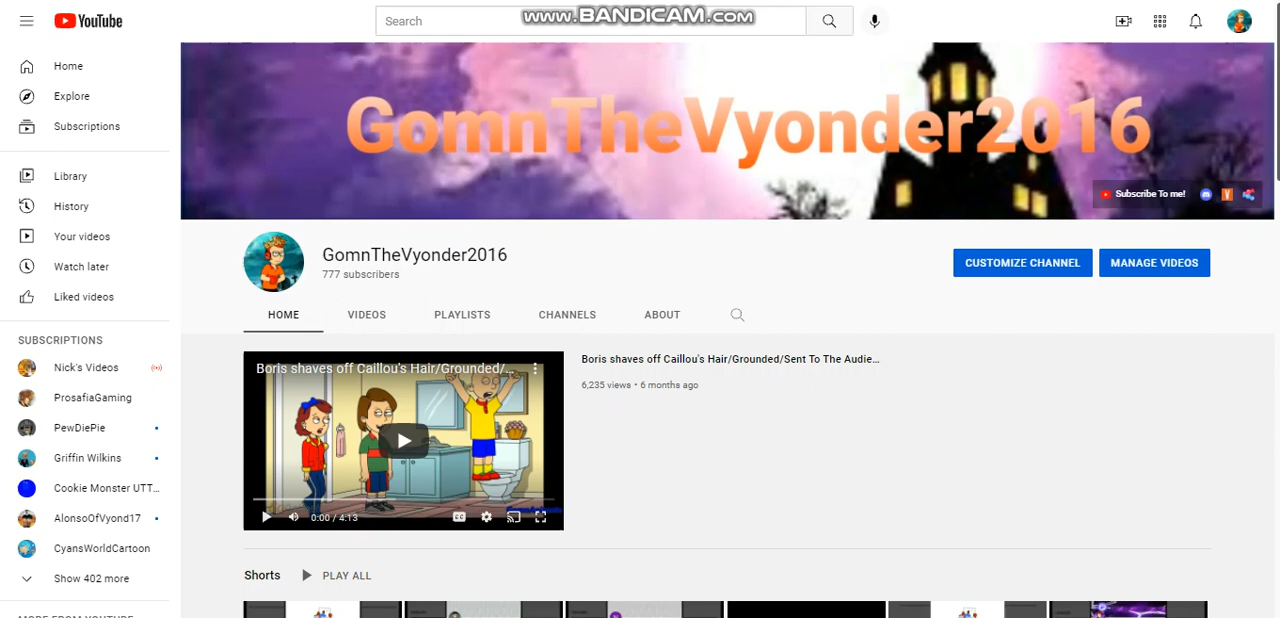 YouTube
Search
www.BANDICAM.COM
Home
Explore
Subscriptions
Library
History
Your videos
Watch later
Liked videos
SUBSCRIPTIONS
Nick's Videos
ProsafiaGaming
PewDiePie
Griffin Wilkins
Cookie Monster UTT...
AlonsoOfVyond17
CyansWorldCartoon
Show 402 more
GomnTheVyonder2016
Subscribe To me!
GomnTheVyonder2016
777 subscribers
CUSTOMIZE CHANNEL
MANAGE VIDEOS
HOME
VIDEOS
PLAYLISTS
CHANNELS
ABOUT
Boris shaves off Caillou's Hair/Grounded/...
0:00 / 4:13
Boris shaves off Caillou's Hair/Grounded/Sent To The Audie...
6,235 views • 6 months ago
Shorts
PLAY ALL